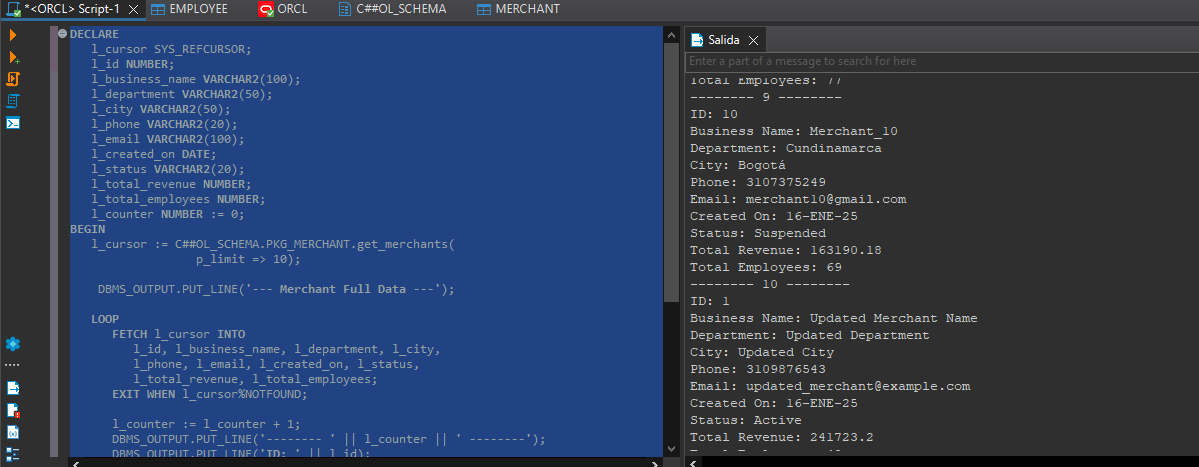 *<ORCL> Script-1
EMPLOYEE
ORCL
C##OL_SCHEMA
MERCHANT
DECLARE
l_cursor SYS_REFCURSOR;
l_id NUMBER;
l_business_name VARCHAR2(100);
l_department VARCHAR2(50);
l_city VARCHAR2(50);
l_phone VARCHAR2(20);
l_email VARCHAR2(100);
l_created_on DATE;
l_status VARCHAR2(20);
l_total_revenue NUMBER;
l_total_employees NUMBER;
l_counter NUMBER := 0;
BEGIN
l_cursor := C##OL_SCHEMA.PKG_MERCHANT.get_merchants(
p_limit => 10);
DBMS_OUTPUT.PUT_LINE('--- Merchant Full Data ---');
LOOP
FETCH l_cursor INTO
l_id, l_business_name, l_department, l_city,
l_phone, l_email, l_created_on, l_status,
l_total_revenue, l_total_employees;
EXIT WHEN l_cursor%NOTFOUND;
l_counter := l_counter + 1;
DBMS_OUTPUT.PUT_LINE('-------- ' || l_counter || ' --------');
DBMS_OUTPUT.PUT_LINE('ID: ' || l_id);
Salida
Enter a part of a message to search for here
Total Employees: 77
-------- 9 --------
ID: 10
Business Name: Merchant_10
Department: Cundinamarca
City: Bogotá
Phone: 3107375249
Email: merchant10@gmail.com
Created On: 16-ENE-25
Status: Suspended
Total Revenue: 163190.18
Total Employees: 69
-------- 10 --------
ID: 1
Business Name: Updated Merchant Name
Department: Updated Department
City: Updated City
Phone: 3109876543
Email: updated_merchant@example.com
Created On: 16-ENE-25
Status: Active
Total Revenue: 241723.2